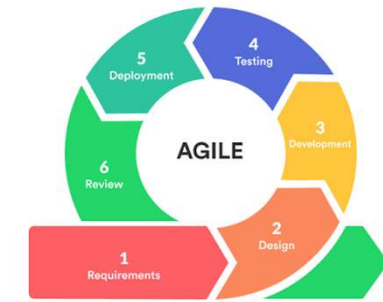 AGILE
1
Requirements
2
Design
3
Development
4
Testing
5
Deployment
6
Review